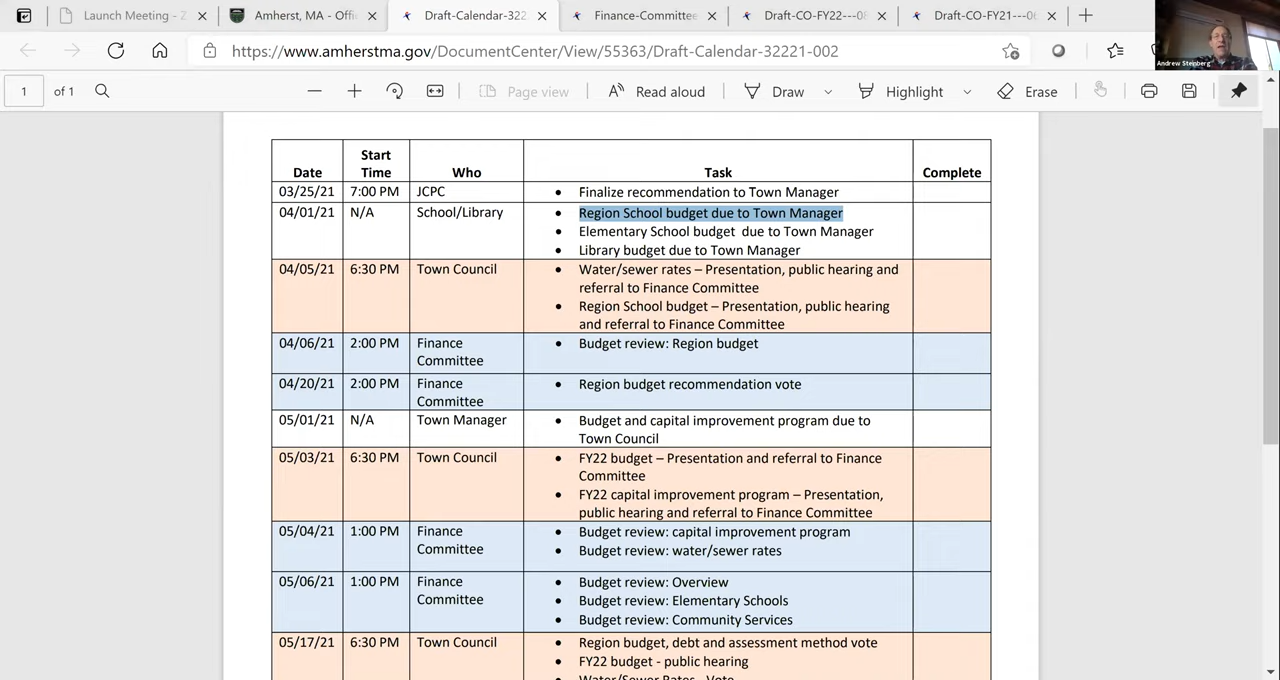 Launch Meeting - Z
Amherst, MA - Offi
Draft-Calendar-322
Finance-Committee
Draft-CO-FY22---08
Draft-CO-FY21---06
Andrew Steinberg
https://www.amherstma.gov/DocumentCenter/View/55363/Draft-Calendar-32221-002
1 of 1
Page view
Read aloud
Draw
Highlight
Erase
Date
Start
Time
Who
Task
Complete
03/25/21 7:00 PM JCPC • Finalize recommendation to Town Manager
04/01/21 N/A School/Library • Region School budget due to Town Manager
• Elementary School budget due to Town Manager
• Library budget due to Town Manager
04/05/21 6:30 PM Town Council • Water/sewer rates – Presentation, public hearing and
referral to Finance Committee
• Region School budget – Presentation, public hearing
and referral to Finance Committee
04/06/21 2:00 PM Finance
Committee
• Budget review: Region budget
04/20/21 2:00 PM Finance
Committee
• Region budget recommendation vote
05/01/21 N/A Town Manager • Budget and capital improvement program due to
Town Council
05/03/21 6:30 PM Town Council • FY22 budget – Presentation and referral to Finance
Committee
• FY22 capital improvement program – Presentation,
public hearing and referral to Finance Committee
05/04/21 1:00 PM Finance
Committee
• Budget review: capital improvement program
• Budget review: water/sewer rates
05/06/21 1:00 PM Finance
Committee
• Budget review: Overview
• Budget review: Elementary Schools
• Budget review: Community Services
05/17/21 6:30 PM Town Council • Region budget, debt and assessment method vote
• FY22 budget - public hearing
Water/Sewer Rates - Vote